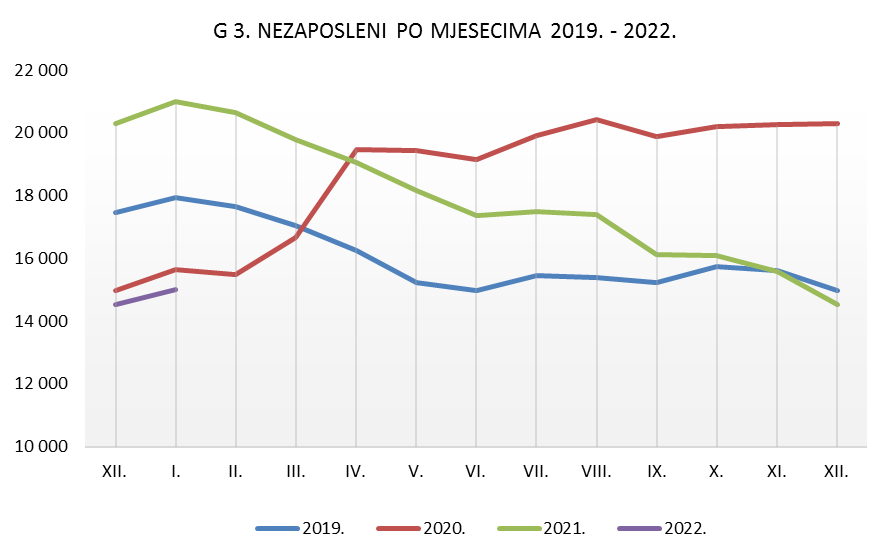 G 3. NEZAPOSLENI PO MJESECIMA 2019. - 2022.
22 000
20 000
18 000
16 000
14 000
12 000
10 000
XII. I. II. III. IV. V. VI. VII. VIII. IX. X. XI. XII.
2019. 2020. 2021. 2022.